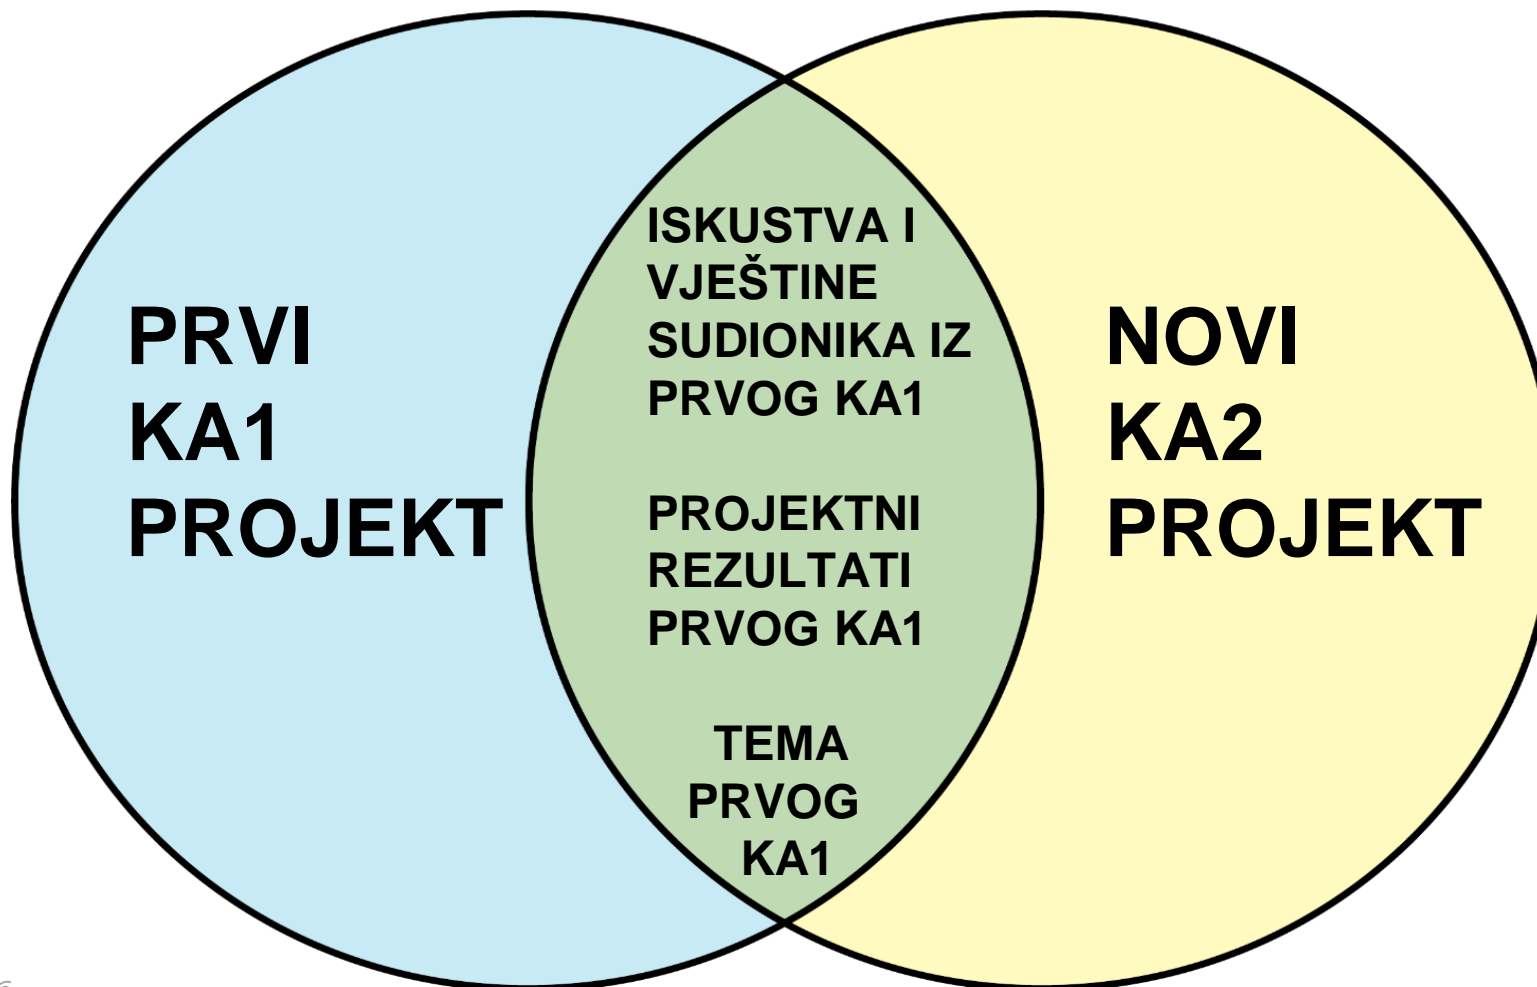 PRVI
KA1
PROJEKT
ISKUSTVA I
VJEŠTINE
SUDIONIKA IZ
PRVOG KA1
PROJEKTNI
REZULTATI
PRVOG KA1
TEMA
PRVOG
KA1
NOVI
KA2
PROJEKT